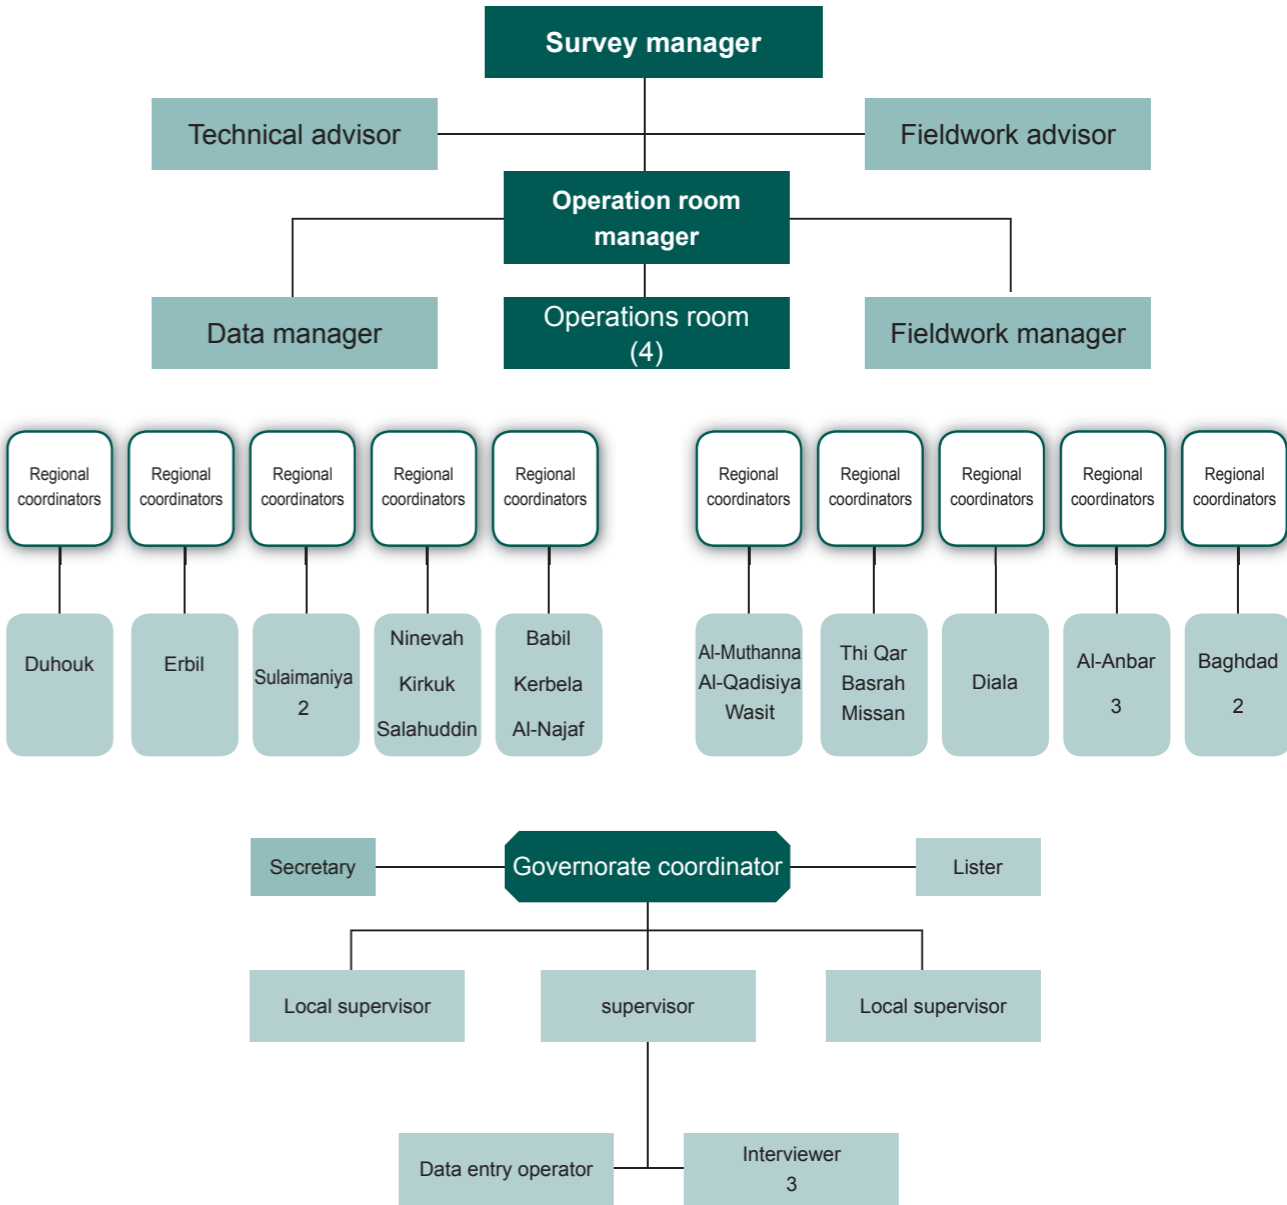 Survey manager
Technical advisor
Fieldwork advisor
Operation room
manager
Data manager
Operations room
(4)
Fieldwork manager
Regional
coordinators
Regional
coordinators
Regional
coordinators
Regional
coordinators
Regional
coordinators
Regional
coordinators
Regional
coordinators
Regional
coordinators
Regional
coordinators
Regional
coordinators
Duhouk
Erbil
Sulaimaniya
2
Ninevah
Kirkuk
Salahuddin
Babil
Kerbela
Al-Najaf
Al-Muthanna
Al-Qadisiya
Wasit
Thi Qar
Basrah
Missan
Diala
Al-Anbar
3
Baghdad
2
Secretary
Governorate coordinator
Lister
Local supervisor
supervisor
Local supervisor
Data entry operator
Interviewer
3